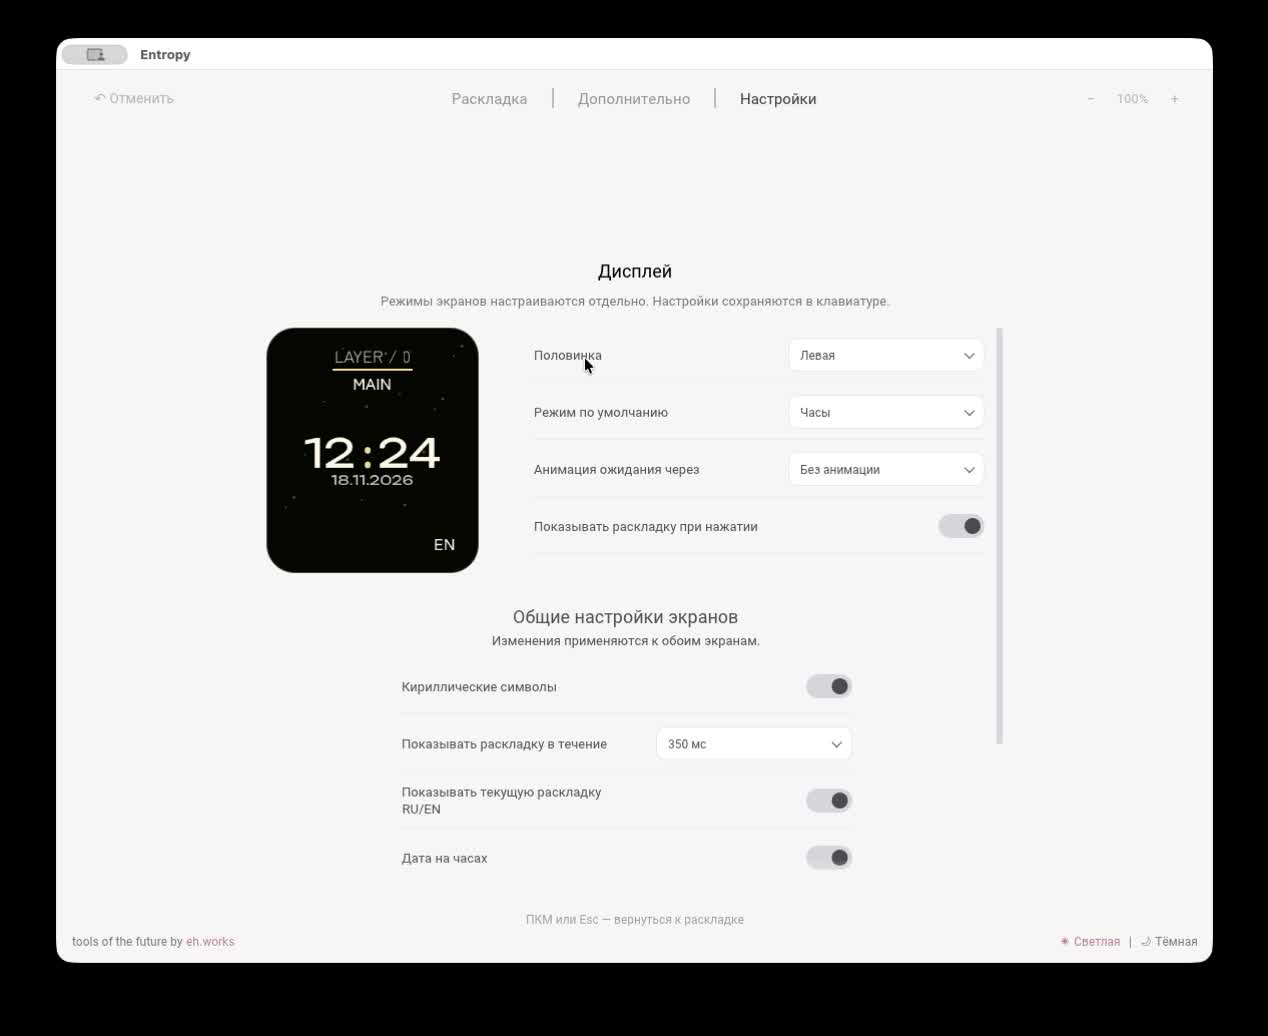 Entropy
↶ Отменить
Раскладка | Дополнительно | Настройки
− 100% +
Дисплей
Режимы экранов настраиваются отдельно. Настройки сохраняются в клавиатуре.
LAYER / 0
MAIN
12:24
18.11.2026
EN
Половинка
Левая
Режим по умолчанию
Часы
Анимация ожидания через
Без анимации
Показывать раскладку при нажатии
Общие настройки экранов
Изменения применяются к обоим экранам.
Кириллические символы
Показывать раскладку в течение
350 мс
Показывать текущую раскладку
RU/EN
Дата на часах
ПКМ или Esc — вернуться к раскладке
tools of the future by eh.works
☀ Светлая | 🌙 Тёмная